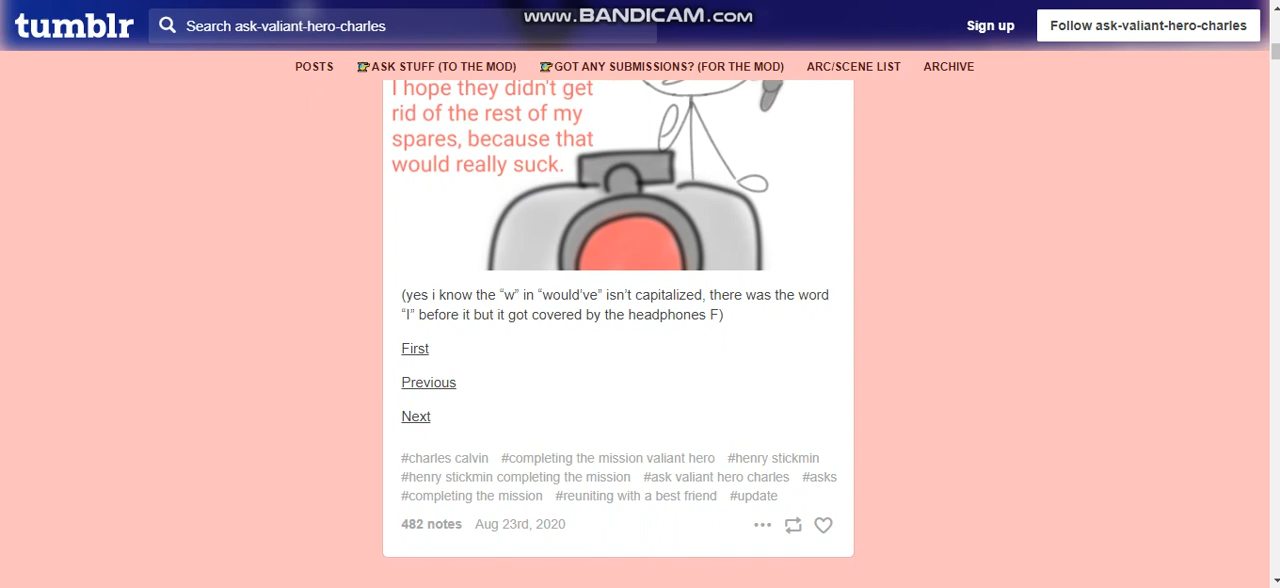 www.BANDICAM.com
tumblr
Search ask-valiant-hero-charles
Sign up
Follow ask-valiant-hero-charles
POSTS
ASK STUFF (TO THE MOD)
GOT ANY SUBMISSIONS? (FOR THE MOD)
ARC/SCENE LIST
ARCHIVE
I hope they didn't get
rid of the rest of my
spares, because that
would really suck.
(yes i know the “w” in “would’ve” isn’t capitalized, there was the word
“I” before it but it got covered by the headphones F)
First
Previous
Next
#charles calvin #completing the mission valiant hero #henry stickmin
#henry stickmin completing the mission #ask valiant hero charles #asks
#completing the mission #reuniting with a best friend #update
482 notes Aug 23rd, 2020